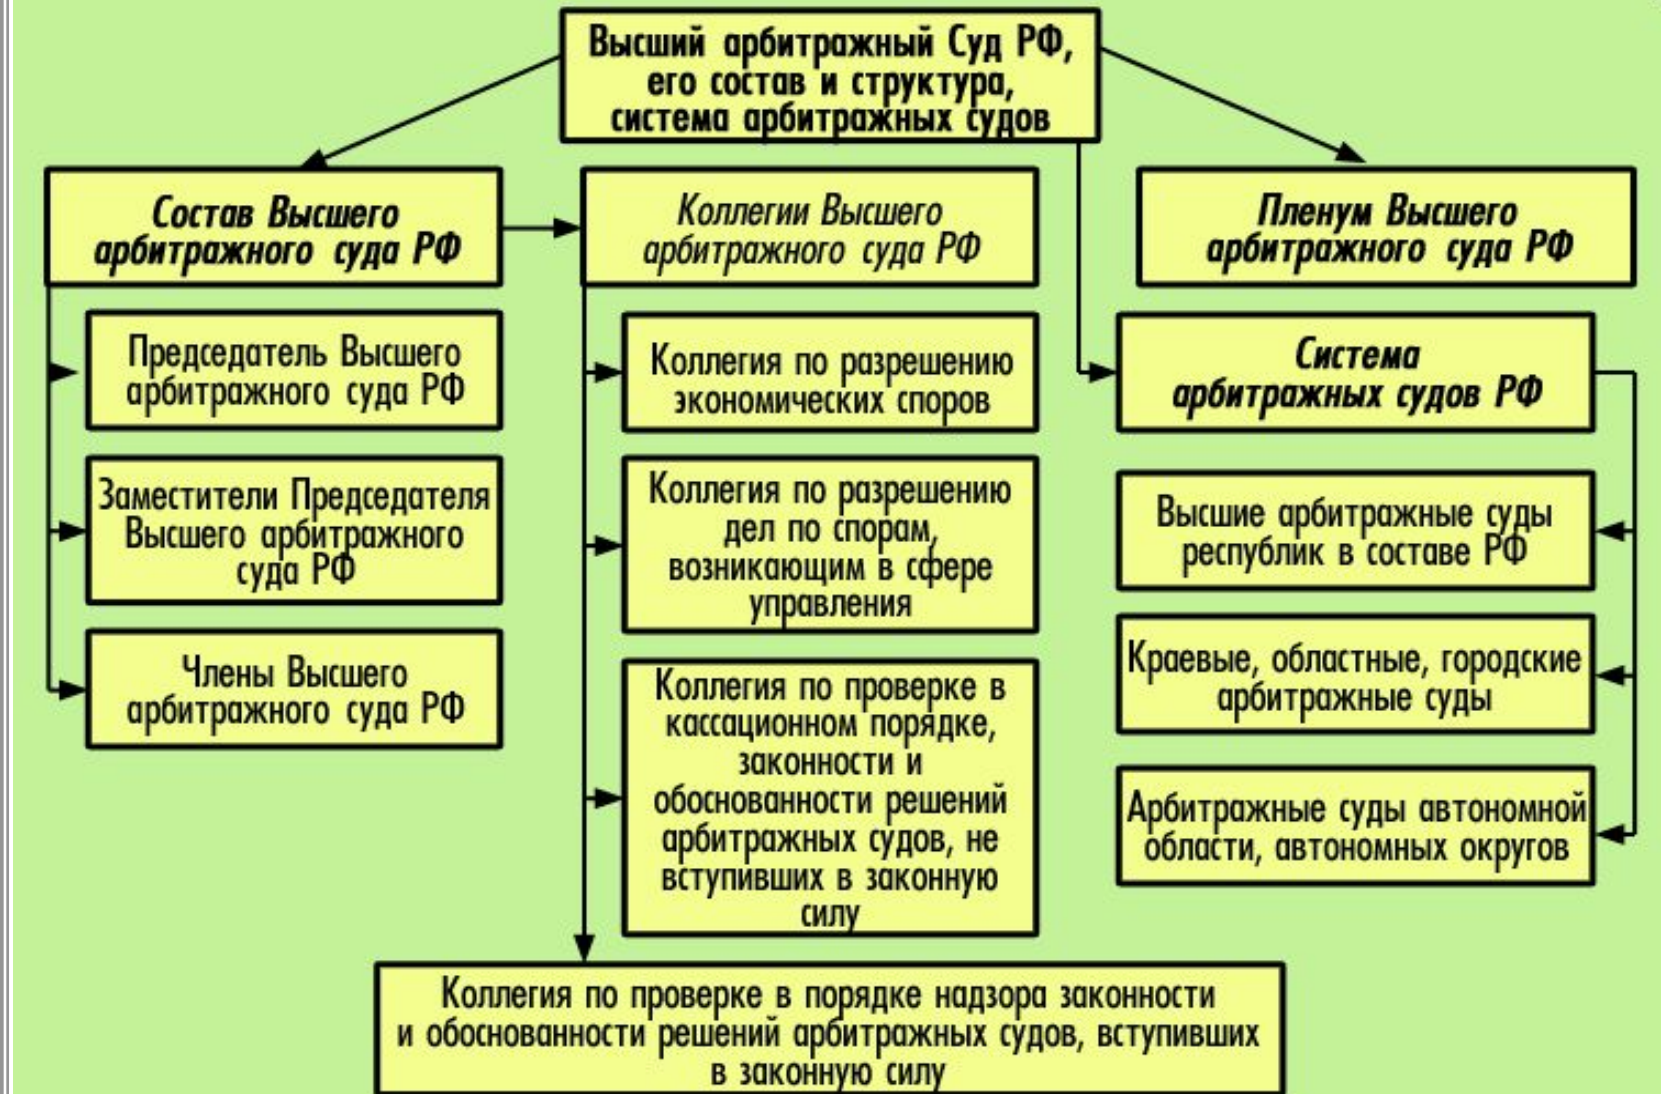 Высший арбитражный Суд РФ,
его состав и структура,
система арбитражных судов
Состав Высшего
арбитражного суда РФ
Коллегии Высшего
арбитражного суда РФ
Пленум Высшего
арбитражного суда РФ
Председатель Высшего
арбитражного суда РФ
Заместители Председателя
Высшего арбитражного
суда РФ
Члены Высшего
арбитражного суда РФ
Коллегия по разрешению
экономических споров
Коллегия по разрешению
дел по спорам,
возникающим в сфере
управления
Коллегия по проверке в
кассационном порядке,
законности и
обоснованности решений
арбитражных судов, не
вступивших в законную
силу
Коллегия по проверке в порядке надзора законности
и обоснованности решений арбитражных судов, вступивших
в законную силу
Система
арбитражных судов РФ
Высшие арбитражные суды
республик в составе РФ
Краевые, областные, городские
арбитражные суды
Арбитражные суды автономной
области, автономных округов